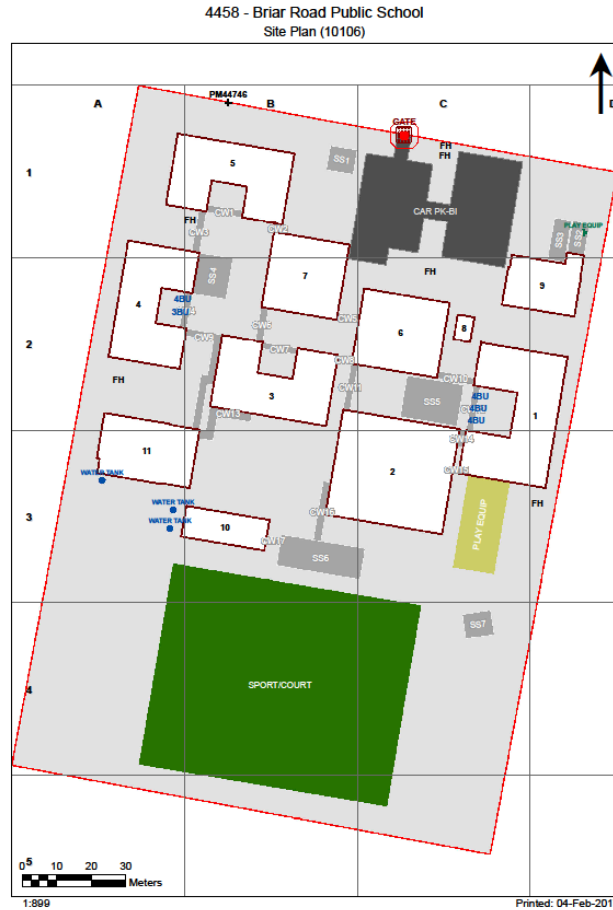 4458 - Briar Road Public School
Site Plan (10106)
PM44746
A
B
C
D
GATE
FH
FH
1
5
SS1
CAR PK-BI
CW1
FH
CW2
CW3
SS3
PLAY EQUIP
SS4
7
FH
9
4
4BU
3BU
CW5
CW6
6
8
2
CW7
CW8
CW10
FH
3
CW11
SS5
4BU
4BU
4BU
1
CW13
11
2
CW15
WATER TANK
WATER TANK
WATER TANK
3
10
CW16
CW17
SS6
PLAY EQUIP
FH
SS7
SPORT/COURT
4
5
0 10 20 30
Meters
1:899
Printed: 04-Feb-201